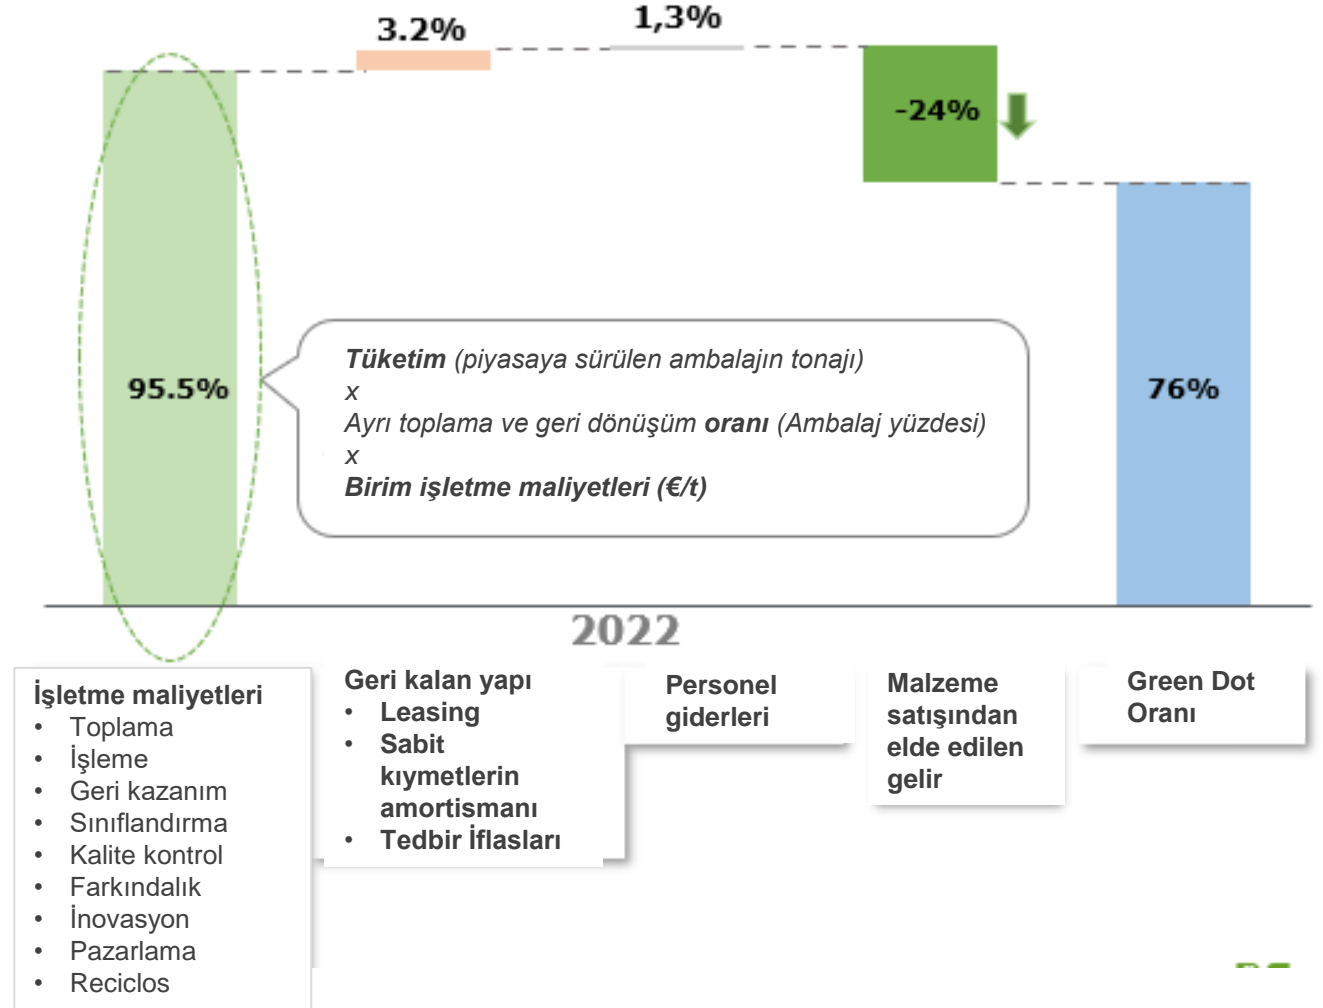 3.2%
1,3%
-24%
95.5%
76%
Tüketim (piyasaya sürülen ambalajın tonajı)
x
Ayrı toplama ve geri dönüşüm oranı (Ambalaj yüzdesi)
x
Birim işletme maliyetleri (€/t)
2022
İşletme maliyetleri
• Toplama
• İşleme
• Geri kazanım
• Sınıflandırma
• Kalite kontrol
• Farkındalık
• İnovasyon
• Pazarlama
• Reciclos
Geri kalan yapı
• Leasing
• Sabit
kıymetlerin
amortismanı
• Tedbir İflasları
Personel
giderleri
Malzeme
satışından
elde edilen
gelir
Green Dot
Oranı